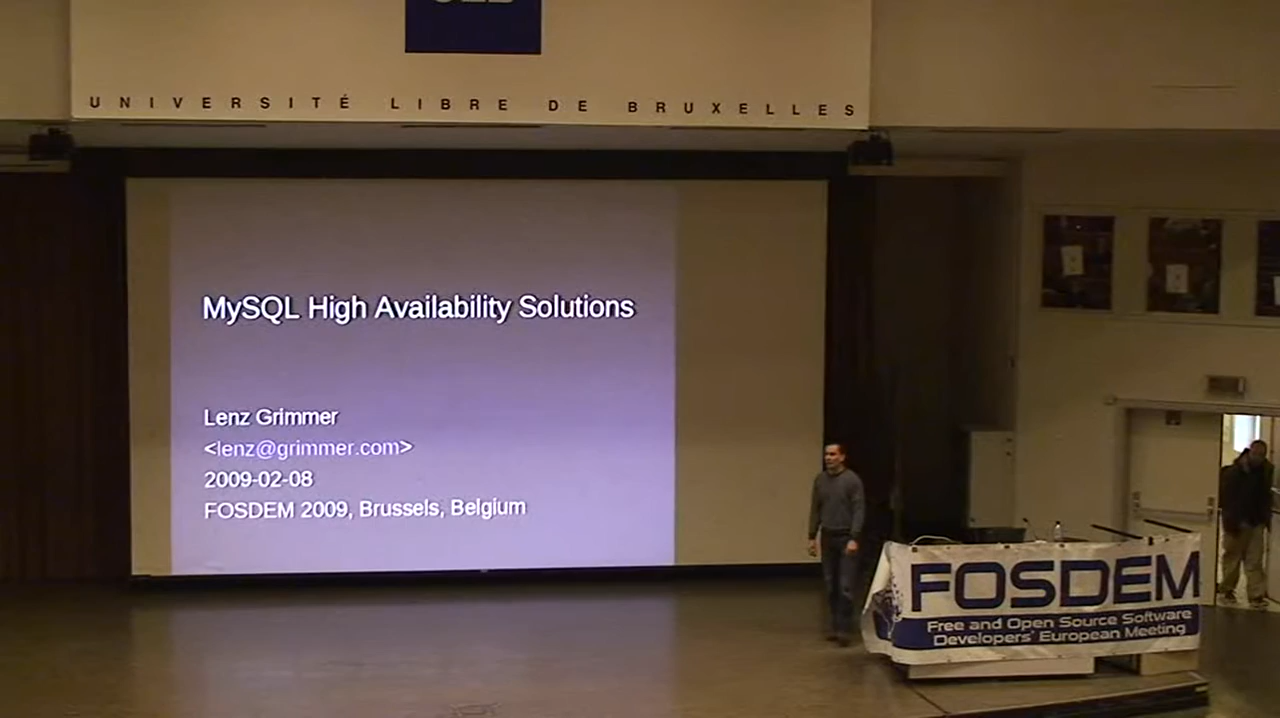 UNIVERSITÉ LIBRE DE BRUXELLES
MySQL High Availability Solutions
Lenz Grimmer
<lenz@grimmer.com>
2009-02-08
FOSDEM 2009, Brussels, Belgium
FOSDEM
Free and Open Source Software
Developers' European Meeting